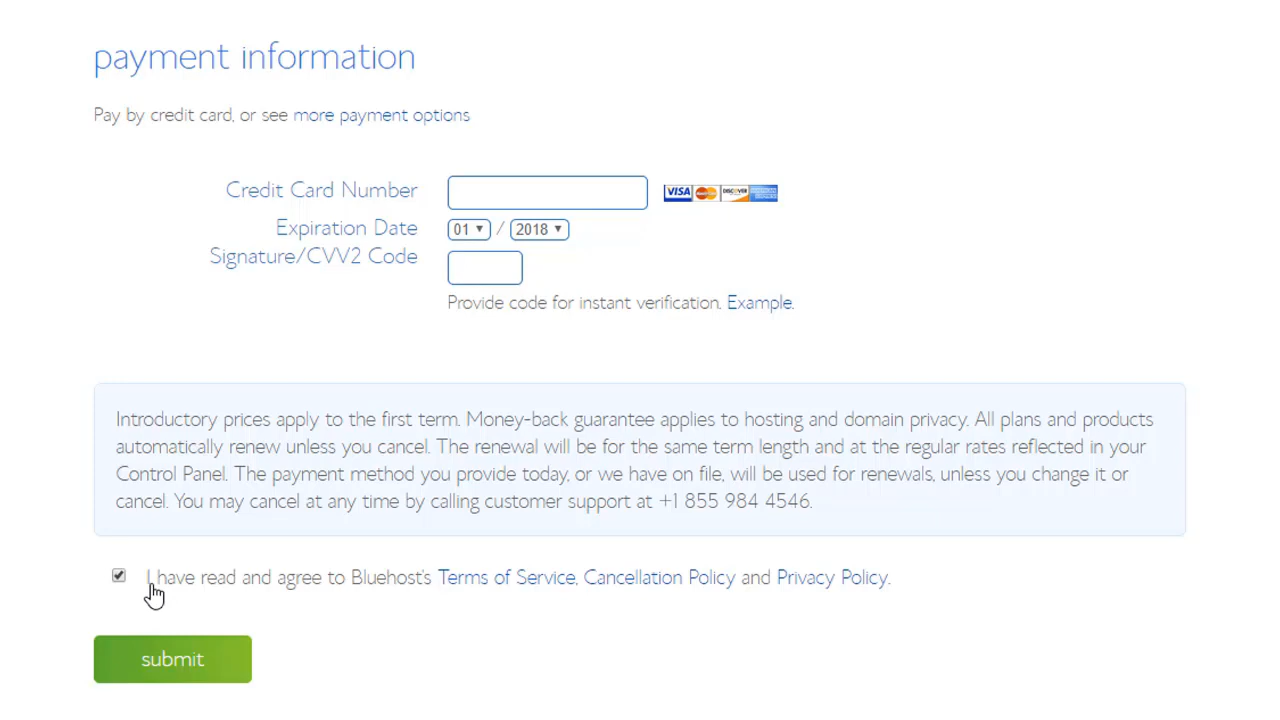 payment information
Pay by credit card, or see more payment options
Credit Card Number
VISA MasterCard DISCOVER
Expiration Date 01 / 2018
Signature/CVV2 Code
Provide code for instant verification. Example.
Introductory prices apply to the first term. Money-back guarantee applies to hosting and domain privacy. All plans and products
automatically renew unless you cancel. The renewal will be for the same term length and at the regular rates reflected in your
Control Panel. The payment method you provide today, or we have on file, will be used for renewals, unless you change it or
cancel. You may cancel at any time by calling customer support at +1 855 984 4546.
I have read and agree to Bluehost's Terms of Service, Cancellation Policy and Privacy Policy.
submit